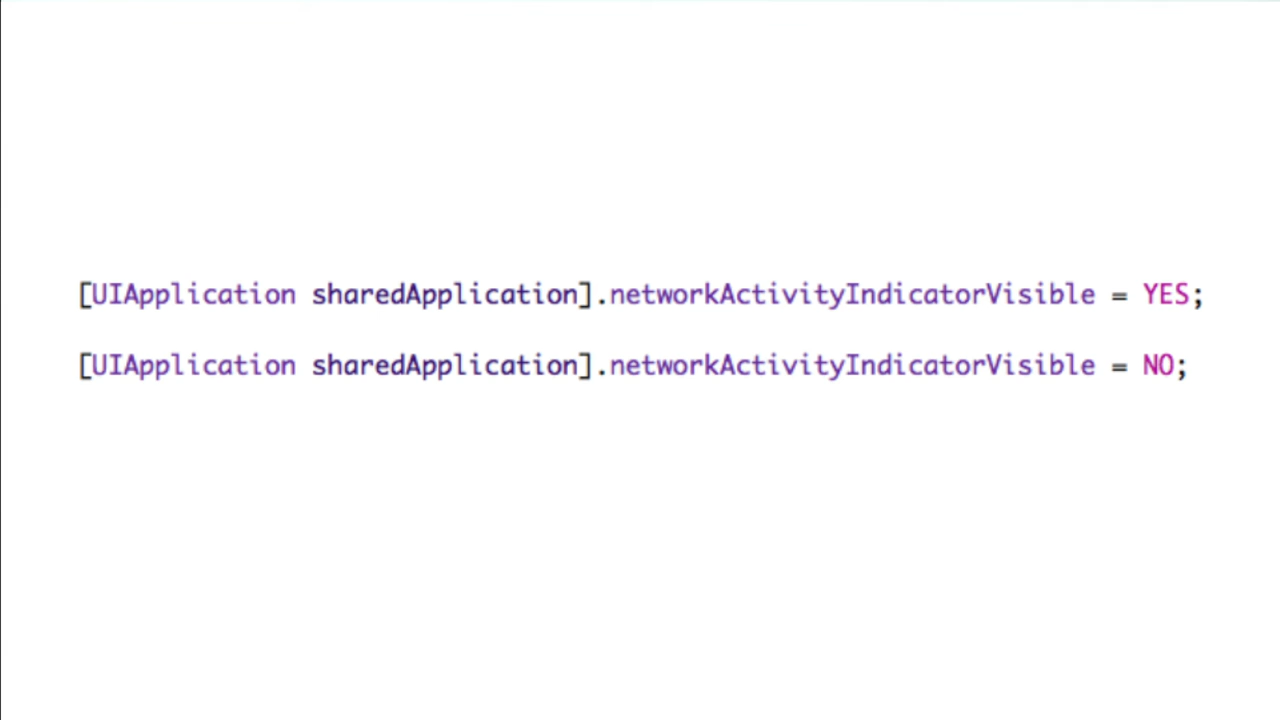 [UIApplication sharedApplication].networkActivityIndicatorVisible = YES;
[UIApplication sharedApplication].networkActivityIndicatorVisible = NO;